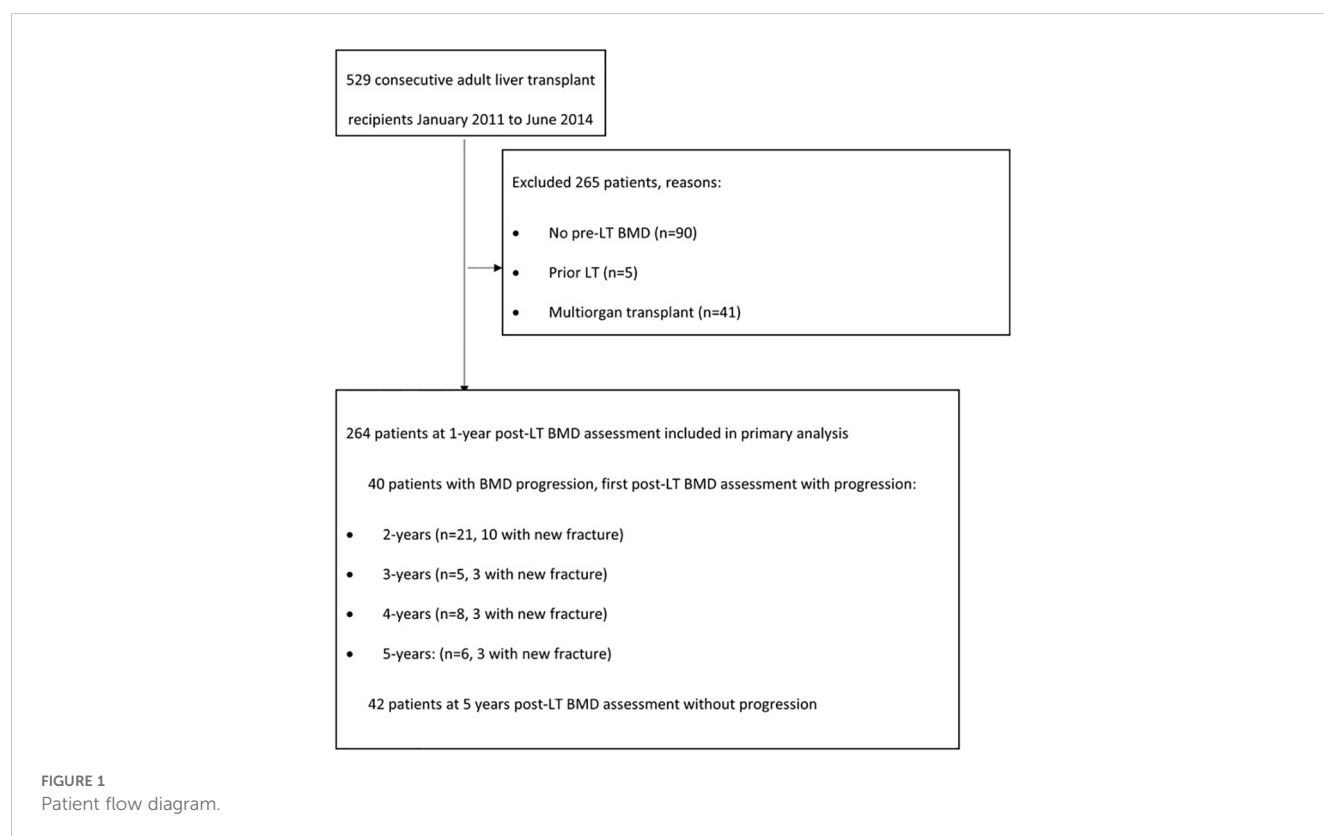 529 consecutive adult liver transplant
recipients January 2011 to June 2014
Excluded 265 patients, reasons:
• No pre-LT BMD (n=90)
• Prior LT (n=5)
• Multiorgan transplant (n=41)
264 patients at 1-year post-LT BMD assessment included in primary analysis
40 patients with BMD progression, first post-LT BMD assessment with progression:
• 2-years (n=21, 10 with new fracture)
• 3-years (n=5, 3 with new fracture)
• 4-years (n=8, 3 with new fracture)
• 5-years: (n=6, 3 with new fracture)
42 patients at 5 years post-LT BMD assessment without progression
FIGURE 1
Patient flow diagram.